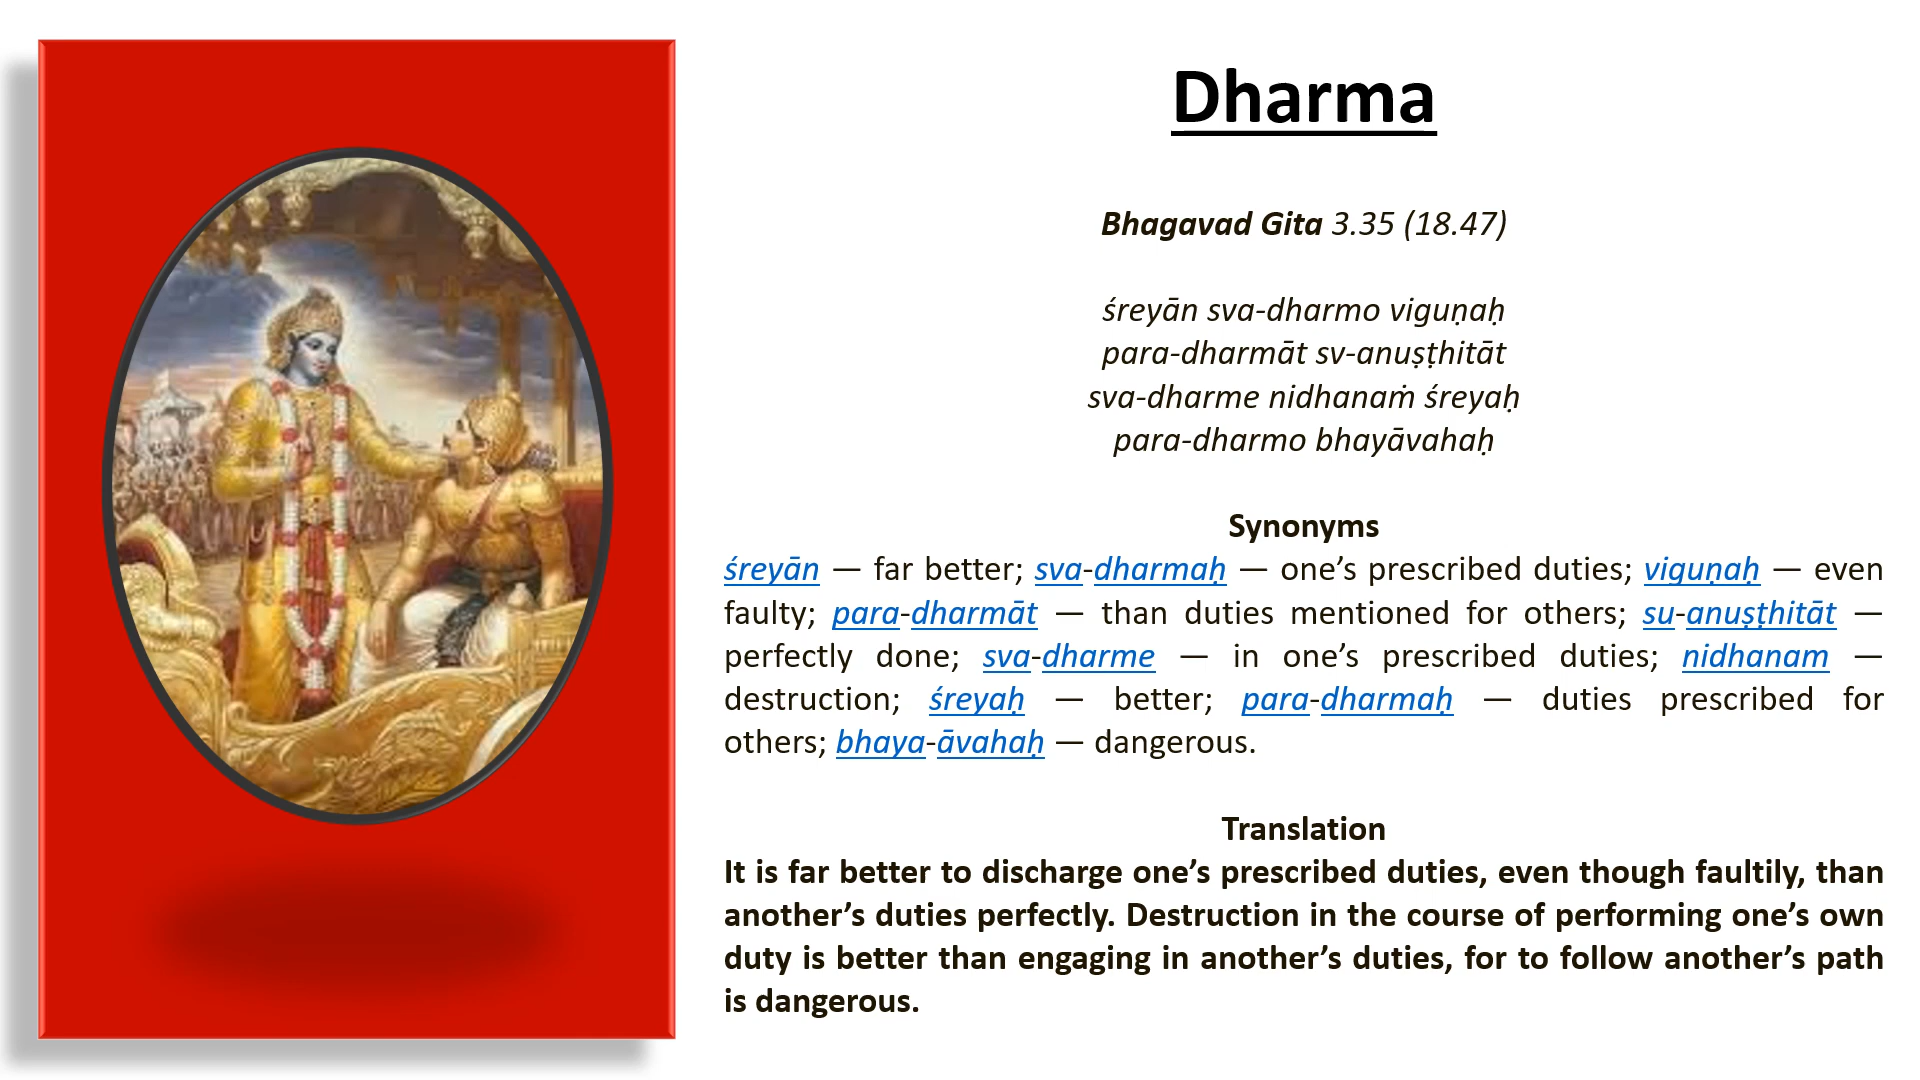 Dharma
Bhagavad Gita 3.35 (18.47)
śreyān sva-dharmo viguṇaḥ
para-dharmāt sv-anuṣṭhitāt
sva-dharme nidhanaṁ śreyaḥ
para-dharmo bhayāvahaḥ
Synonyms
śreyān — far better; sva-dharmaḥ — one’s prescribed duties; viguṇaḥ — even
faulty; para-dharmāt — than duties mentioned for others; su-anuṣṭhitāt —
perfectly done; sva-dharme — in one’s prescribed duties; nidhanam —
destruction; śreyaḥ — better; para-dharmaḥ — duties prescribed for
others; bhaya-āvahaḥ — dangerous.
Translation
It is far better to discharge one’s prescribed duties, even though faultily, than
another’s duties perfectly. Destruction in the course of performing one’s own
duty is better than engaging in another’s duties, for to follow another’s path
is dangerous.